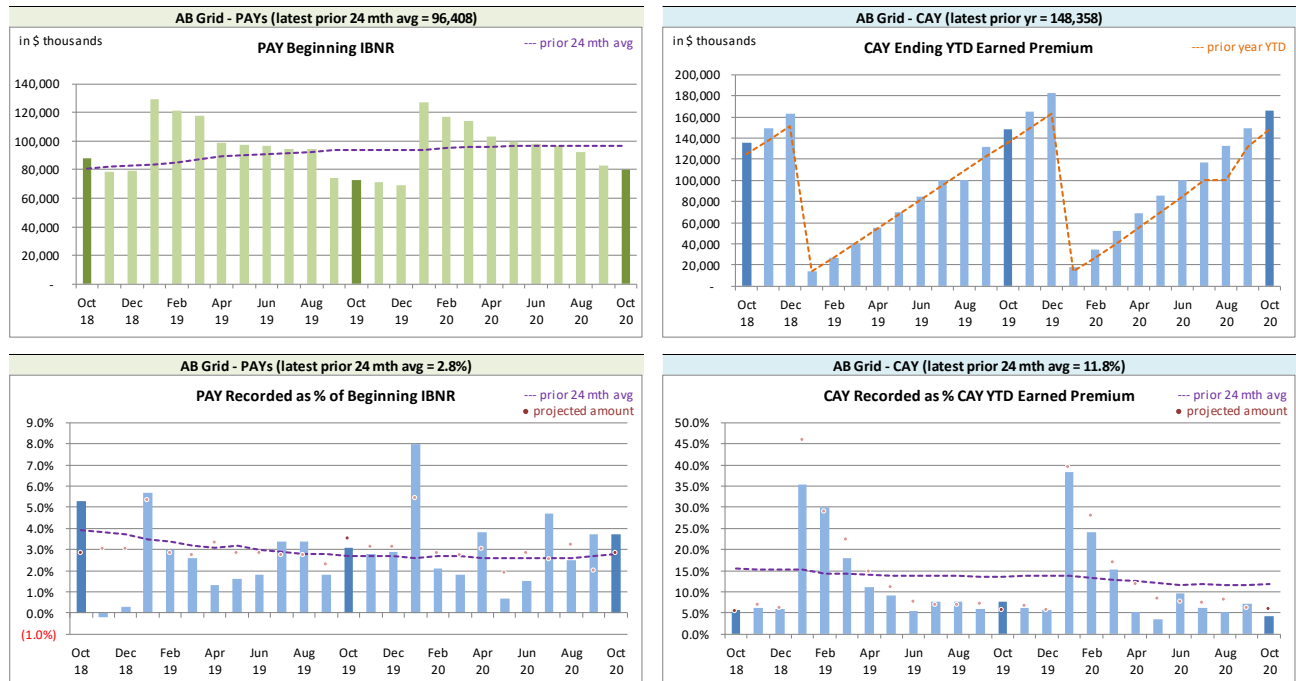 AB Grid - PAYs (latest prior 24 mth avg = 96,408)
in $ thousands
PAY Beginning IBNR
--- prior 24 mth avg
140,000
120,000
100,000
80,000
60,000
40,000
20,000
-
Oct 18
Dec 18
Feb 19
Apr 19
Jun 19
Aug 19
Oct 19
Dec 19
Feb 20
Apr 20
Jun 20
Aug 20
Oct 20
AB Grid - CAY (latest prior yr = 148,358)
in $ thousands
CAY Ending YTD Earned Premium
--- prior year YTD
200,000
180,000
160,000
140,000
120,000
100,000
80,000
60,000
40,000
20,000
-
Oct 18
Dec 18
Feb 19
Apr 19
Jun 19
Aug 19
Oct 19
Dec 19
Feb 20
Apr 20
Jun 20
Aug 20
Oct 20
AB Grid - PAYs (latest prior 24 mth avg = 2.8%)
PAY Recorded as % of Beginning IBNR
--- prior 24 mth avg
• projected amount
9.0%
8.0%
7.0%
6.0%
5.0%
4.0%
3.0%
2.0%
1.0%
0.0%
(1.0%)
Oct 18
Dec 18
Feb 19
Apr 19
Jun 19
Aug 19
Oct 19
Dec 19
Feb 20
Apr 20
Jun 20
Aug 20
Oct 20
AB Grid - CAY (latest prior 24 mth avg = 11.8%)
CAY Recorded as % CAY YTD Earned Premium
--- prior 24 mth avg
• projected amount
50.0%
45.0%
40.0%
35.0%
30.0%
25.0%
20.0%
15.0%
10.0%
5.0%
0.0%
Oct 18
Dec 18
Feb 19
Apr 19
Jun 19
Aug 19
Oct 19
Dec 19
Feb 20
Apr 20
Jun 20
Aug 20
Oct 20